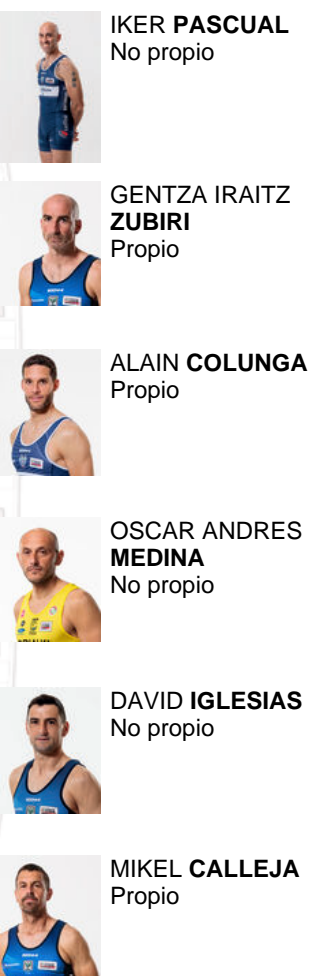 IKER PASCUAL
No propio
GENTZA IRAITZ
ZUBIRI
Propio
ALAIN COLUNGA
Propio
OSCAR ANDRES
MEDINA
No propio
DAVID IGLESIAS
No propio
MIKEL CALLEJA
Propio